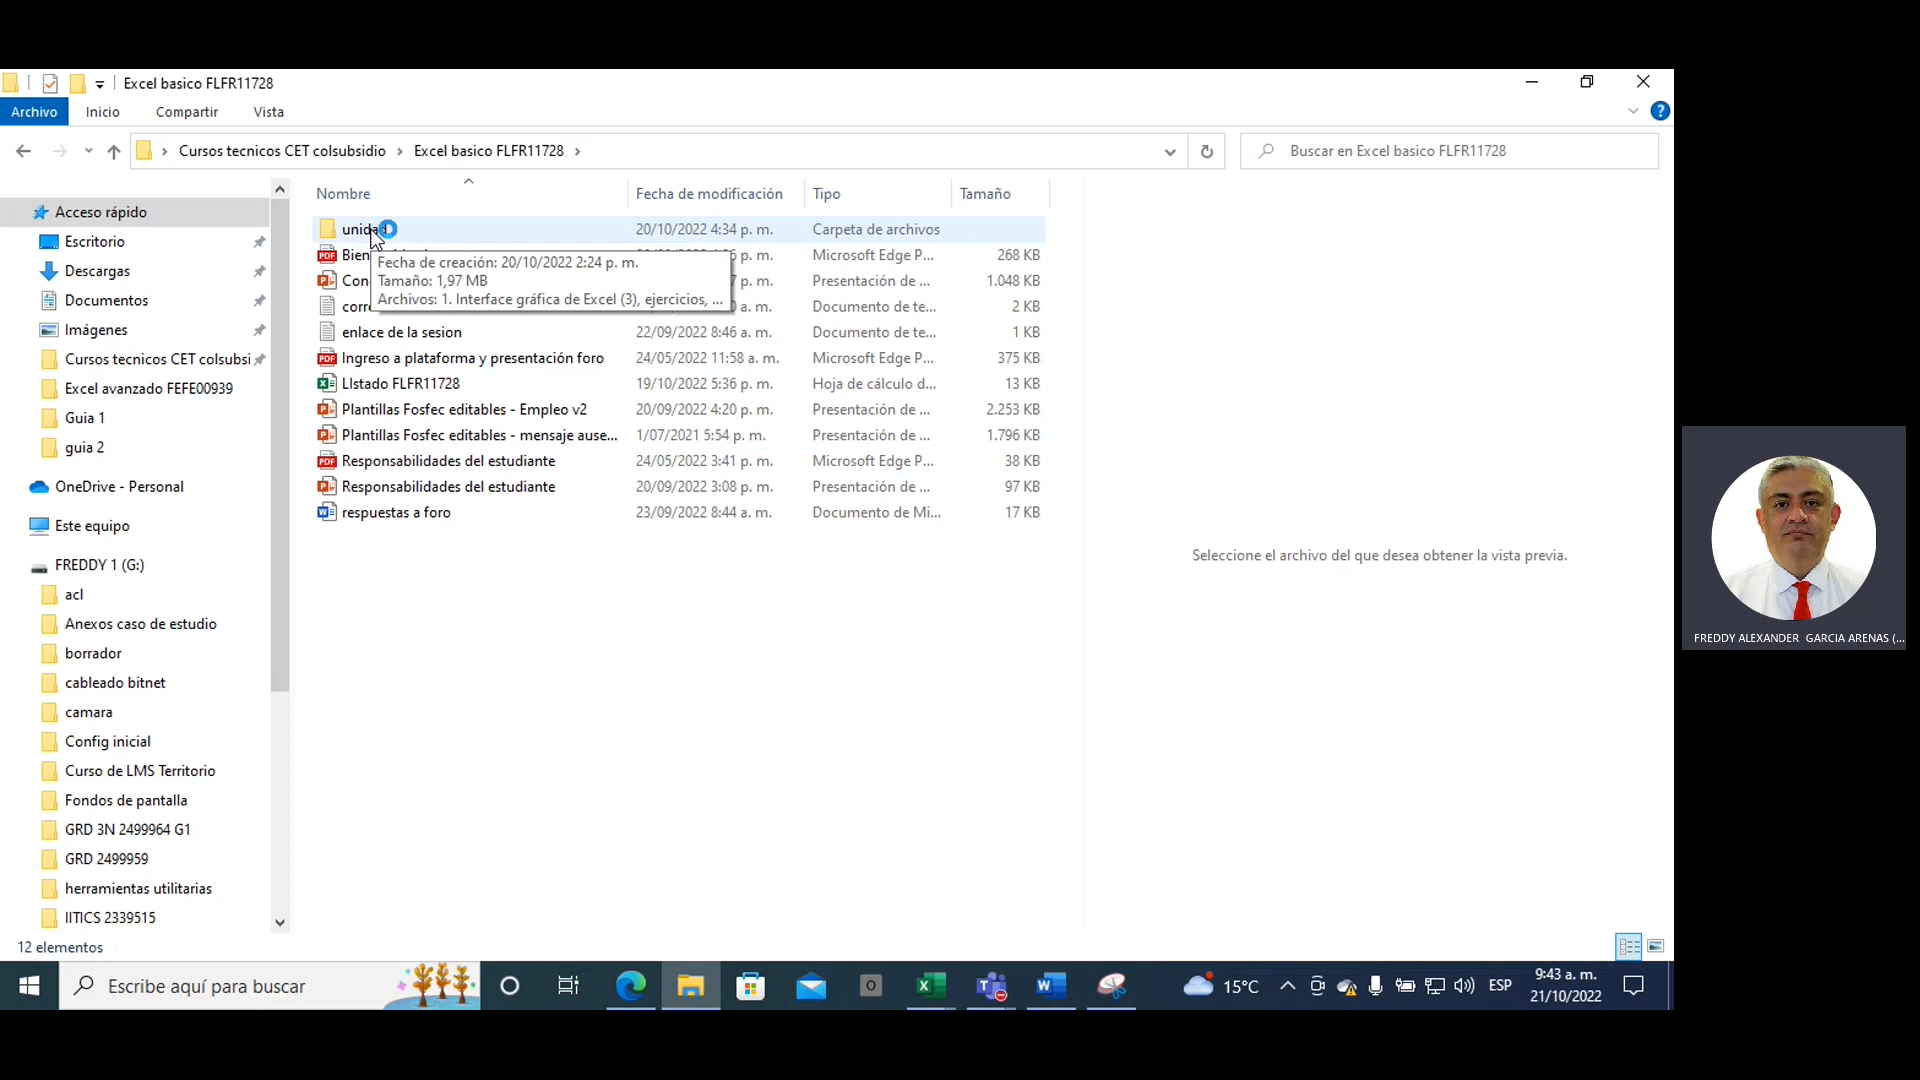 Excel basico FLFR11728
Archivo Inicio Compartir Vista
Cursos tecnicos CET colsubsidio > Excel basico FLFR11728 >
Buscar en Excel basico FLFR11728
Nombre Fecha de modificación Tipo Tamaño
unidad 20/10/2022 4:34 p. m. Carpeta de archivos
Bien p. m. Microsoft Edge P... 268 KB
Con p. m. Presentación de ... 1.048 KB
corre a. m. Documento de te... 2 KB
Fecha de creación: 20/10/2022 2:24 p. m.
Tamaño: 1,97 MB
Archivos: 1. Interface gráfica de Excel (3), ejercicios, ...
enlace de la sesion 22/09/2022 8:46 a. m. Documento de te... 1 KB
Ingreso a plataforma y presentación foro 24/05/2022 11:58 a. m. Microsoft Edge P... 375 KB
LIstado FLFR11728 19/10/2022 5:36 p. m. Hoja de cálculo d... 13 KB
Plantillas Fosfec editables - Empleo v2 20/09/2022 4:20 p. m. Presentación de ... 2.253 KB
Plantillas Fosfec editables - mensaje ause... 1/07/2021 5:54 p. m. Presentación de ... 1.796 KB
Responsabilidades del estudiante 24/05/2022 3:41 p. m. Microsoft Edge P... 38 KB
Responsabilidades del estudiante 20/09/2022 3:08 p. m. Presentación de ... 97 KB
respuestas a foro 23/09/2022 8:44 a. m. Documento de Mi... 17 KB
Acceso rápido
Escritorio
Descargas
Documentos
Imágenes
Cursos tecnicos CET colsubsi
Excel avanzado FEFE00939
Guia 1
guia 2
OneDrive - Personal
Este equipo
FREDDY 1 (G:)
acl
Anexos caso de estudio
borrador
cableado bitnet
camara
Config inicial
Curso de LMS Territorio
Fondos de pantalla
GRD 3N 2499964 G1
GRD 2499959
herramientas utilitarias
IITICS 2339515
Seleccione el archivo del que desea obtener la vista previa.
FREDDY ALEXANDER GARCIA ARENAS (...
12 elementos
Escribe aquí para buscar
15°C
ESP
9:43 a. m.
21/10/2022